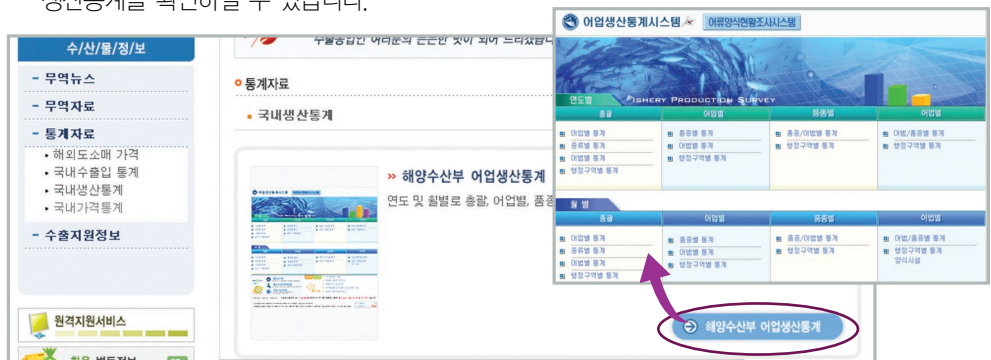 생산통계를 확인하실 수 있습니다.
수/산/물/정/보
- 무역뉴스
- 무역자료
- 통계자료
해외도소매 가격
국내수출입 통계
국내생산통계
국내가격통계
- 수출지원정보
원격지원서비스
통계자료
국내생산통계
» 해양수산부 어업생산통계
연도 및 월별로 총괄, 어업별, 품종
해양수산부 어업생산통계
어업생산통계시스템
어류양식현황조사시스템
연도별
FISHERY PRODUCTION SURVEY
총괄 어업별 품종별 어법별
어업별 통계 품종별 통계 품종/어업별 통계 어법/품종별 통계
종류별 통계 어법별 통계 행정구역별 통계 행정구역별 통계
어법별 통계 행정구역별 통계
행정구역별 통계
월 별
총괄 어업별 품종별 어법별
어업별 통계 품종별 통계 품종/어업별 통계 어법/품종별 통계
종류별 통계 어법별 통계 행정구역별 통계 행정구역별 통계
어법별 통계 행정구역별 통계 양식시설
행정구역별 통계